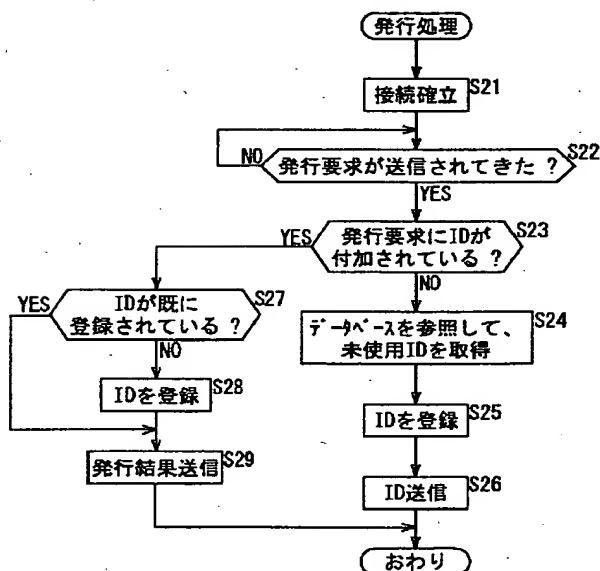 発行処理
接続確立
S21
NO
発行要求が送信されてきた ?
S22
YES
YES
発行要求にIDが
付加されている ?
S23
NO
YES
IDが既に
登録されている ?
S27
NO
データベースを参照して、
未使用IDを取得
S24
IDを登録
S28
IDを登録
S25
発行結果送信
S29
ID送信
S26
おわり